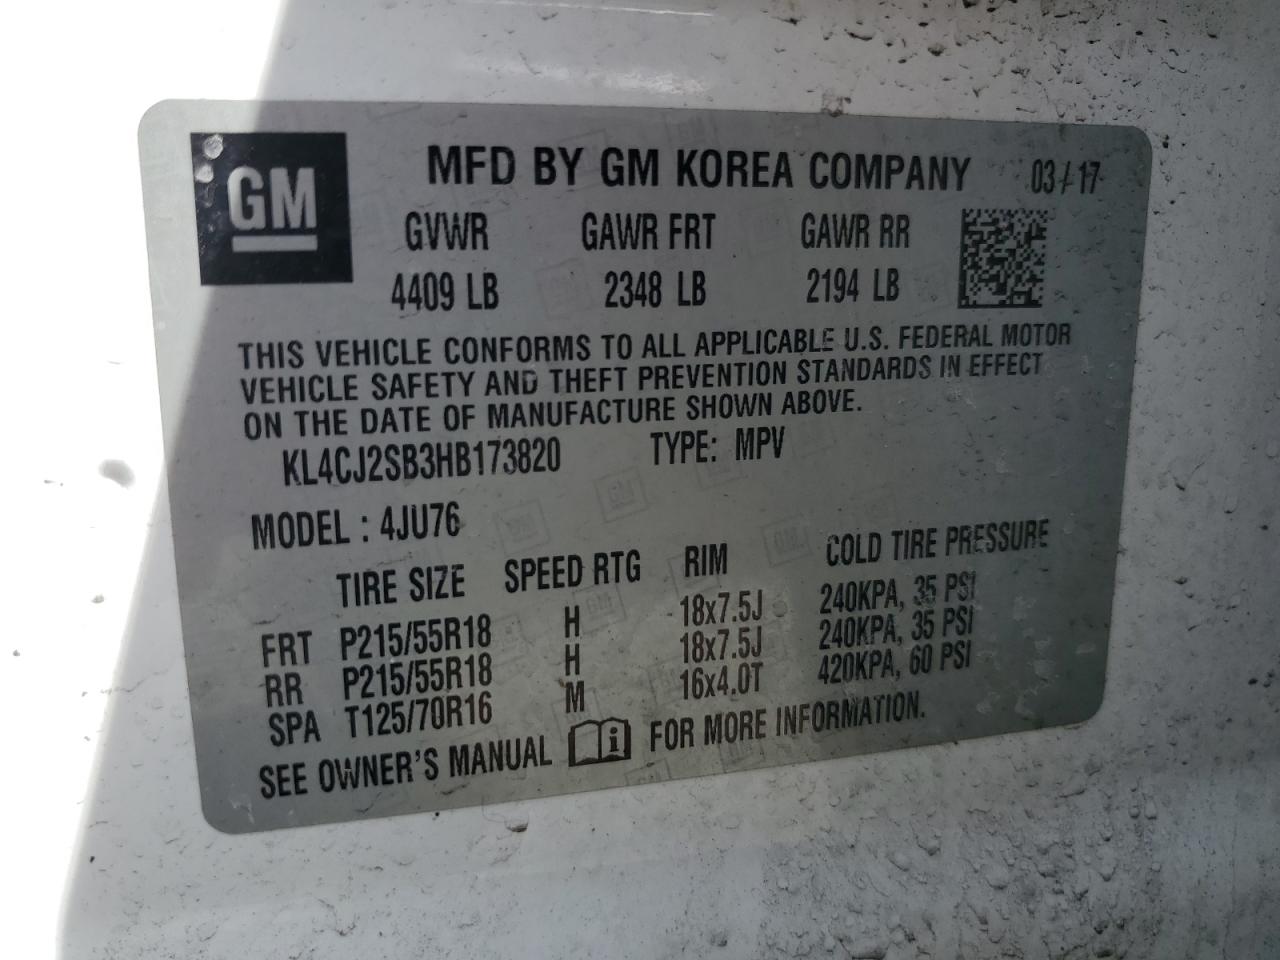 GM
MFD BY GM KOREA COMPANY 03/17
GVWR GAWR FRT GAWR RR
4409 LB 2348 LB 2194 LB
THIS VEHICLE CONFORMS TO ALL APPLICABLE U.S. FEDERAL MOTOR
VEHICLE SAFETY AND THEFT PREVENTION STANDARDS IN EFFECT
ON THE DATE OF MANUFACTURE SHOWN ABOVE.
KL4CJ2SB3HB173820 TYPE: MPV
MODEL : 4JU76
TIRE SIZE SPEED RTG RIM COLD TIRE PRESSURE
FRT P215/55R18 H 18x7.5J 240KPA, 35 PSI
RR P215/55R18 H 18x7.5J 240KPA, 35 PSI
SPA T125/70R16 M 16x4.0T 420KPA, 60 PSI
SEE OWNER'S MANUAL i FOR MORE INFORMATION.